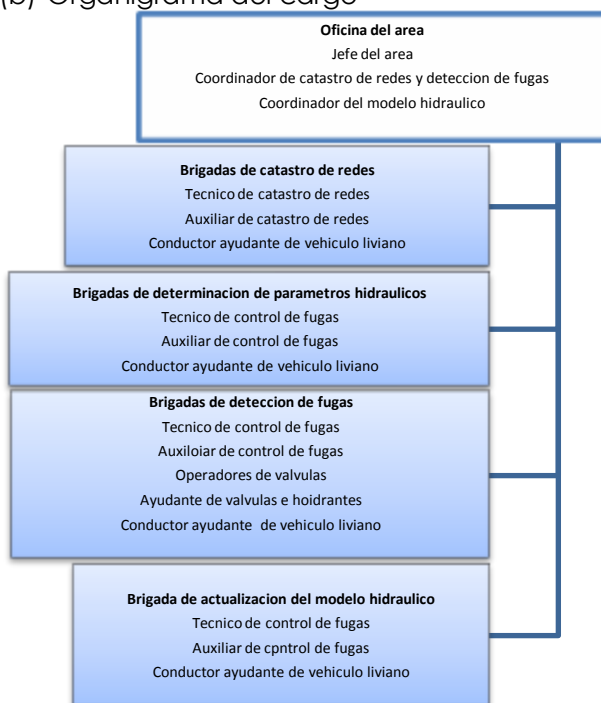 (b) Organigrama del cargo
Oficina del area
Jefe del area
Coordinador de catastro de redes y deteccion de fugas
Coordinador del modelo hidraulico
Brigadas de catastro de redes
Tecnico de catastro de redes
Auxiliar de catastro de redes
Conductor ayudante de vehiculo liviano
Brigadas de determinacion de parametros hidraulicos
Tecnico de control de fugas
Auxiliar de control de fugas
Conductor ayudante de vehiculo liviano
Brigadas de deteccion de fugas
Tecnico de control de fugas
Auxiloiar de control de fugas
Operadores de valvulas
Ayudante de valvulas e hoidrantes
Conductor ayudante de vehiculo liviano
Brigada de actualizacion del modelo hidraulico
Tecnico de control de fugas
Auxiliar de cpntrol de fugas
Conductor ayudante de vehiculo liviano